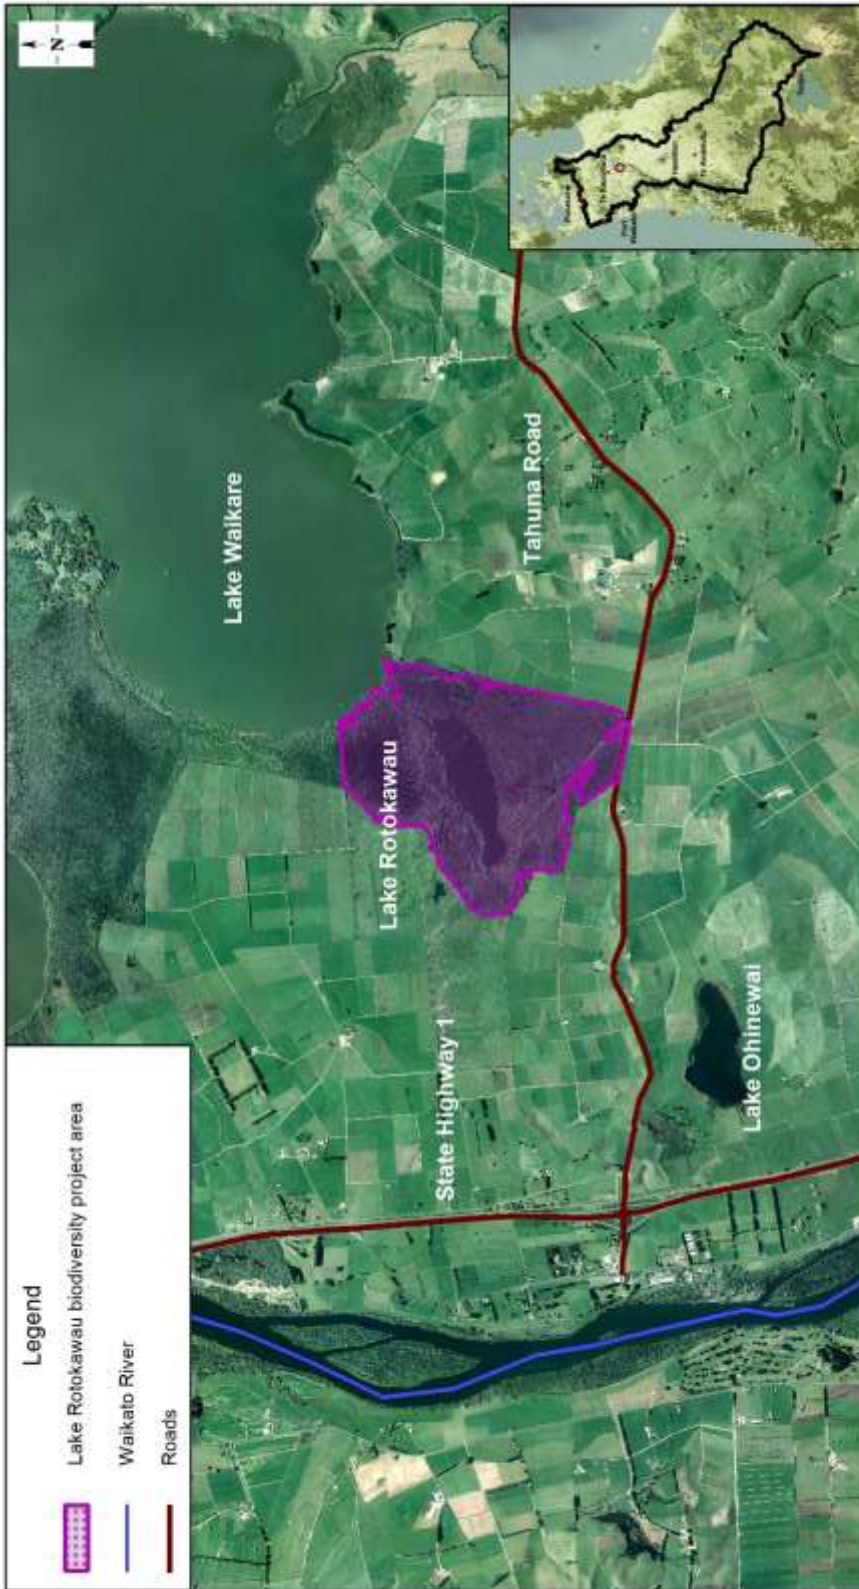 Legend
Lake Rotokawau biodiversity project area
Waikato River
Roads
N
Lake Waikare
Lake Rotokawau
State Highway 1
Tahuna Road
Lake Ohinewai